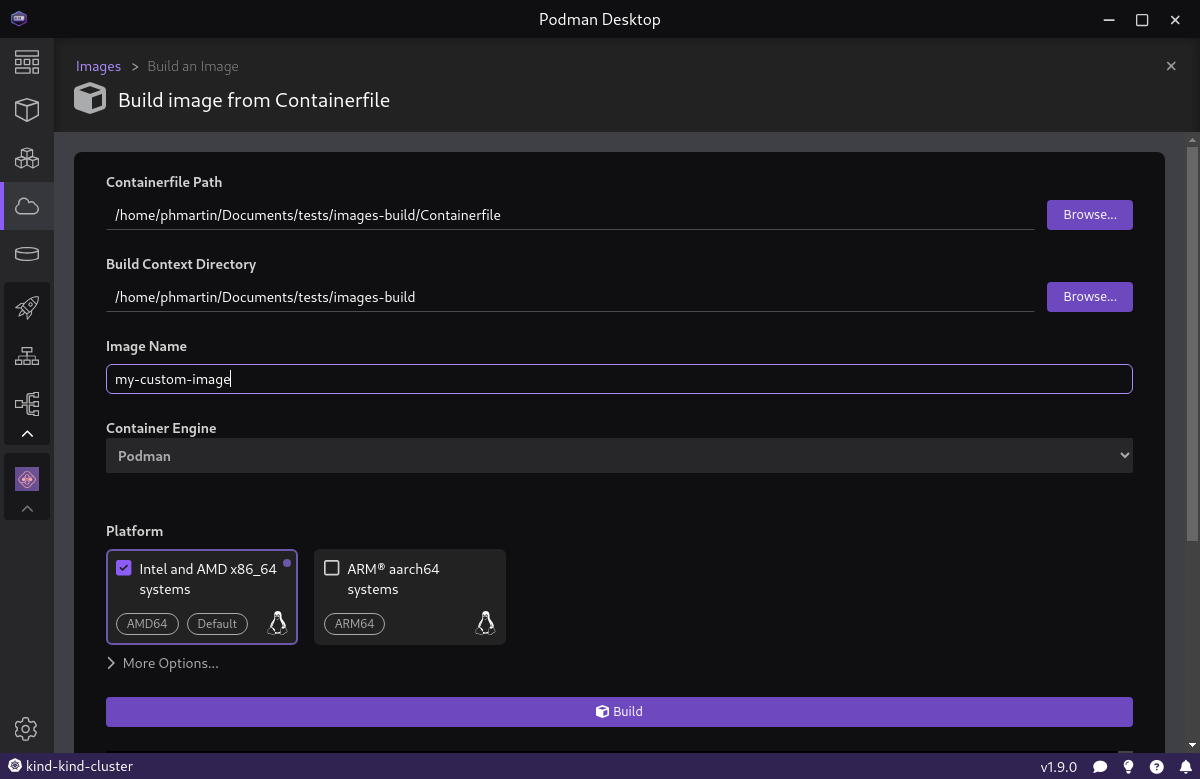 Podman Desktop
Images > Build an Image
Build image from Containerfile
Containerfile Path
/home/phmartin/Documents/tests/images-build/Containerfile
Browse...
Build Context Directory
/home/phmartin/Documents/tests/images-build
Browse...
Image Name
my-custom-image
Container Engine
Podman
Platform
Intel and AMD x86_64
systems
AMD64
Default
ARM® aarch64
systems
ARM64
More Options...
Build
kind-kind-cluster
v1.9.0